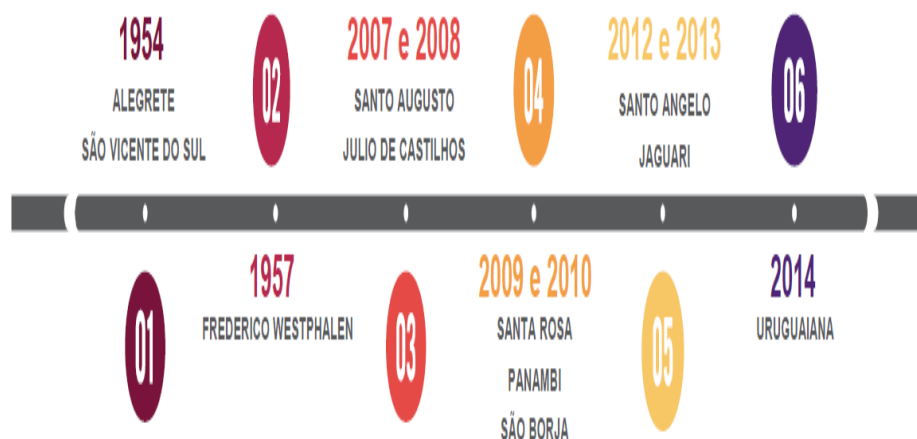 1954
ALEGRETE
SÃO VICENTE DO SUL
02
2007 e 2008
SANTO AUGUSTO
JULIO DE CASTILHOS
04
2012 e 2013
SANTO ANGELO
JAGUARI
06
01
1957
FREDERICO WESTPHALEN
03
2009 e 2010
SANTA ROSA
PANAMBI
SÃO BORJA
05
2014
URUGUAIANA